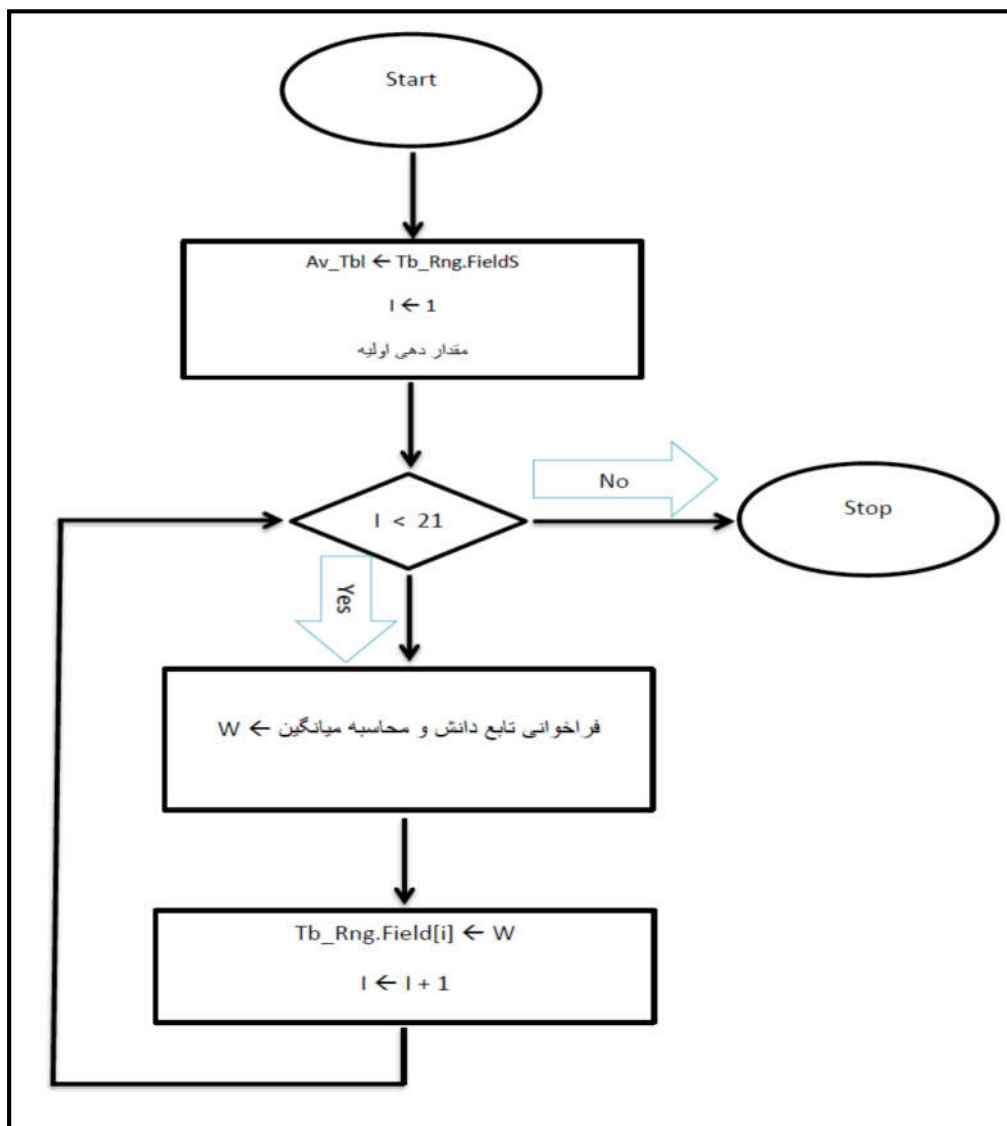 Start
Av_Tbl ← Tb_Rng.FieldS
I ← 1
مقدار دهی اولیه
I < 21
No
Stop
Yes
فراخوانی تابع دانش و محاسبه میانگین → W
Tb_Rng.Field[i] ← W
I ← I + 1